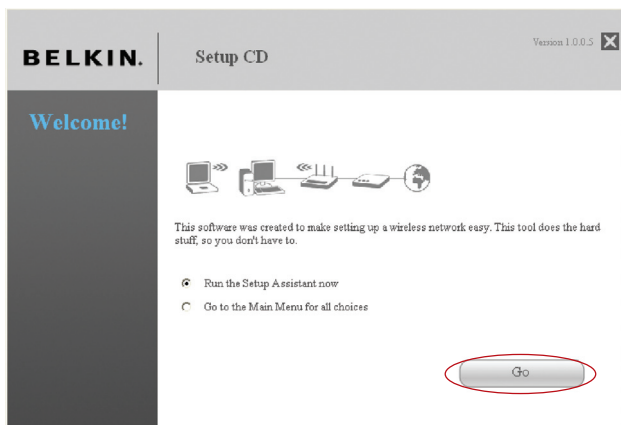 BELKIN.
Setup CD
Version 1.0.0.5
Welcome!
This software was created to make setting up a wireless network easy. This tool does the hard
stuff, so you don't have to.
Run the Setup Assistant now
Go to the Main Menu for all choices
Go